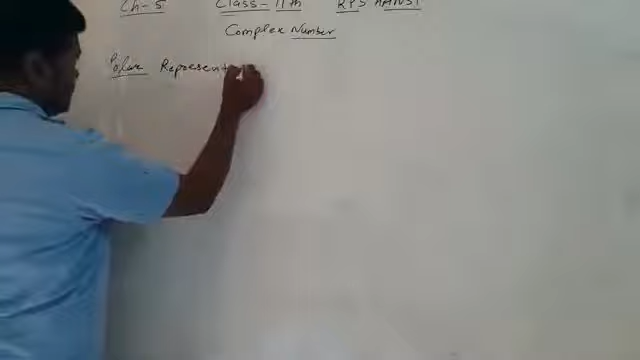 Ch-5 Class-11th RPS HANSI
Complex Number
Polar Represent